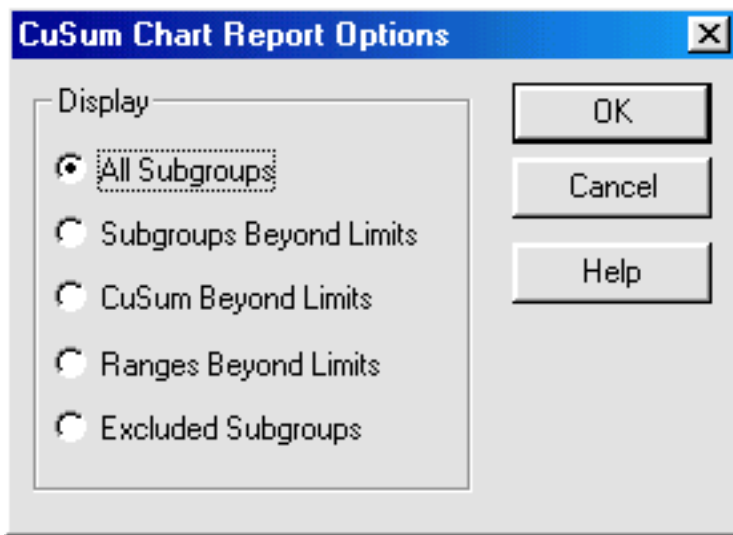 CuSum Chart Report Options
Display
All Subgroups
Subgroups Beyond Limits
CuSum Beyond Limits
Ranges Beyond Limits
Excluded Subgroups
OK
Cancel
Help